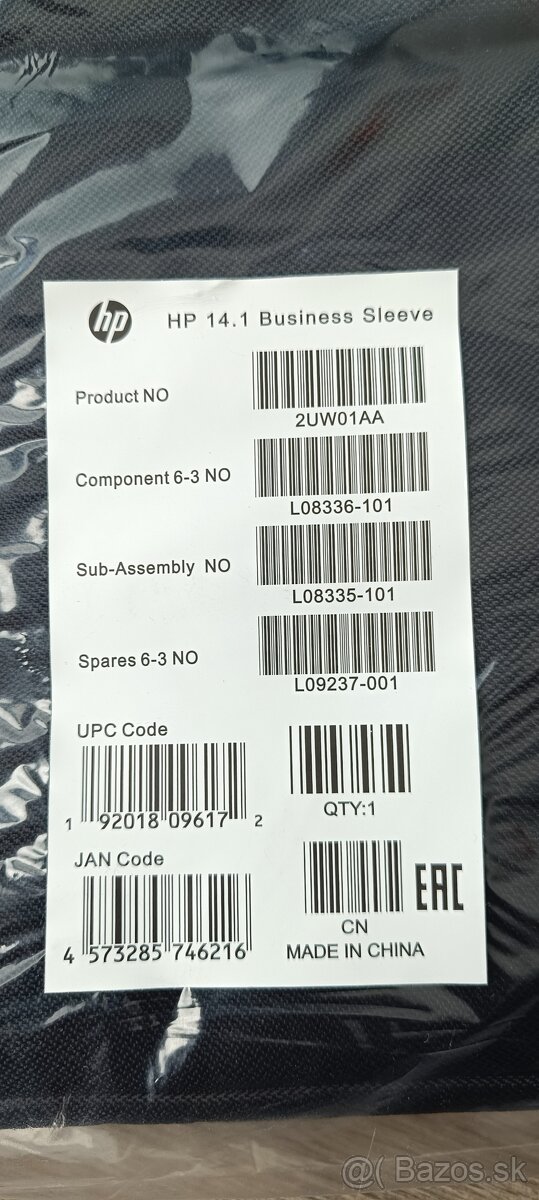 hp HP 14.1 Business Sleeve
Product NO
2UW01AA
Component 6-3 NO
L08336-101
Sub-Assembly NO
L08335-101
Spares 6-3 NO
L09237-001
UPC Code
1 92018 09617 2
QTY:1
JAN Code
4 573285 746216
CN
MADE IN CHINA
EAC
@( Bazos.sk